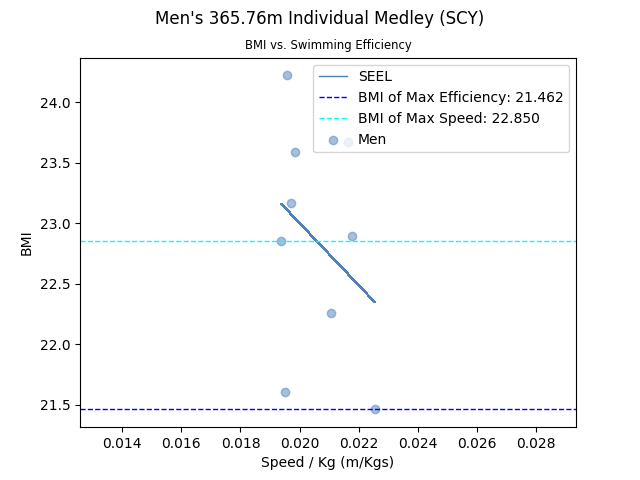 Men's 365.76m Individual Medley (SCY)
BMI vs. Swimming Efficiency
SEEL
BMI of Max Efficiency: 21.462
BMI of Max Speed: 22.850
Men
24.0
23.5
23.0
22.5
22.0
21.5
BMI
0.014 0.016 0.018 0.020 0.022 0.024 0.026 0.028
Speed / Kg (m/Kgs)